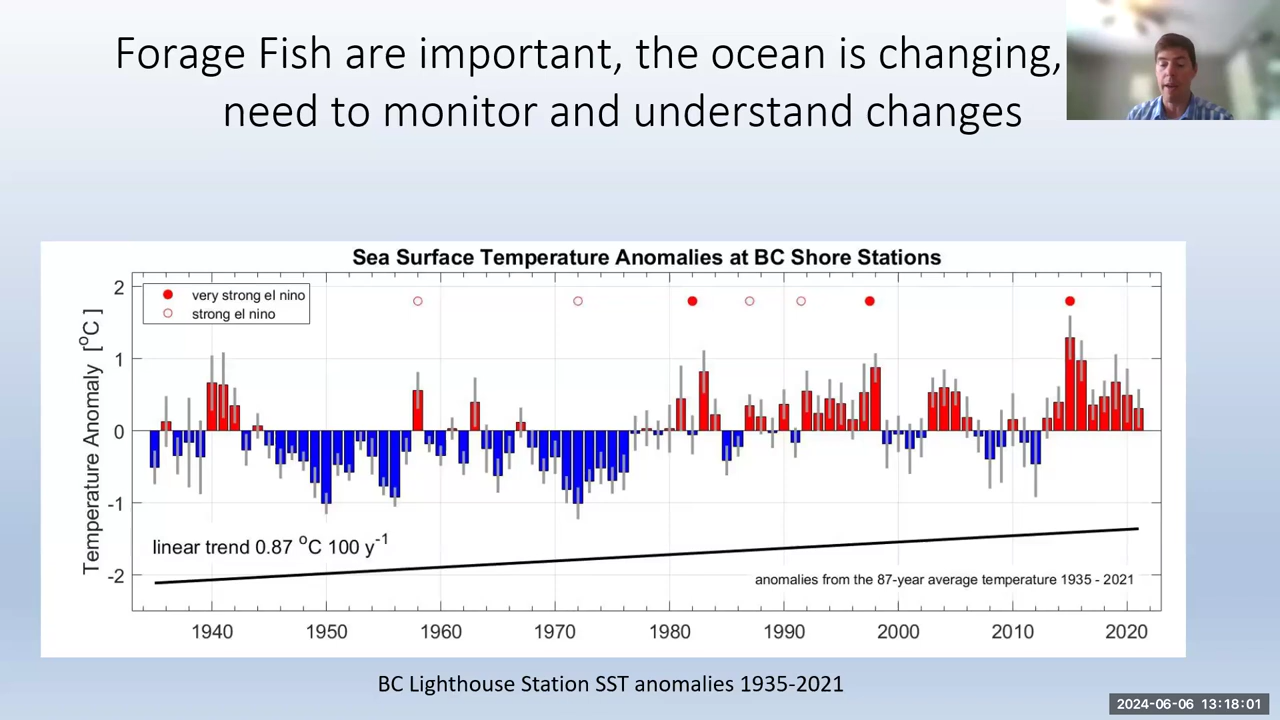 Forage Fish are important, the ocean is changing,
need to monitor and understand changes
Sea Surface Temperature Anomalies at BC Shore Stations
very strong el nino
strong el nino
Temperature Anomaly [°C ]
2
1
0
-1
-2
linear trend 0.87 °C 100 y⁻¹
anomalies from the 87-year average temperature 1935 - 2021
1940 1950 1960 1970 1980 1990 2000 2010 2020
BC Lighthouse Station SST anomalies 1935-2021
2024-06-06 13:18:01